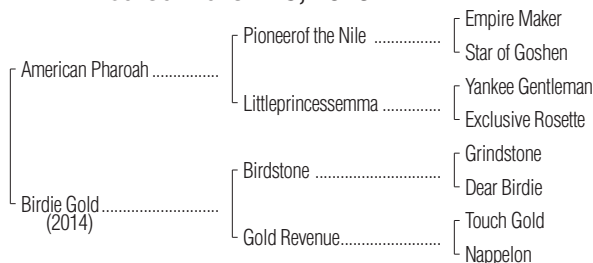 Empire Maker
Pioneerof the Nile ................
Star of Goshen
American Pharoah ................
Yankee Gentleman
Littleprincessemma ..............
Exclusive Rosette
Grindstone
Birdstone ..............................
Dear Birdie
Birdie Gold ............................
(2014)
Touch Gold
Gold Revenue.........................
Nappelon